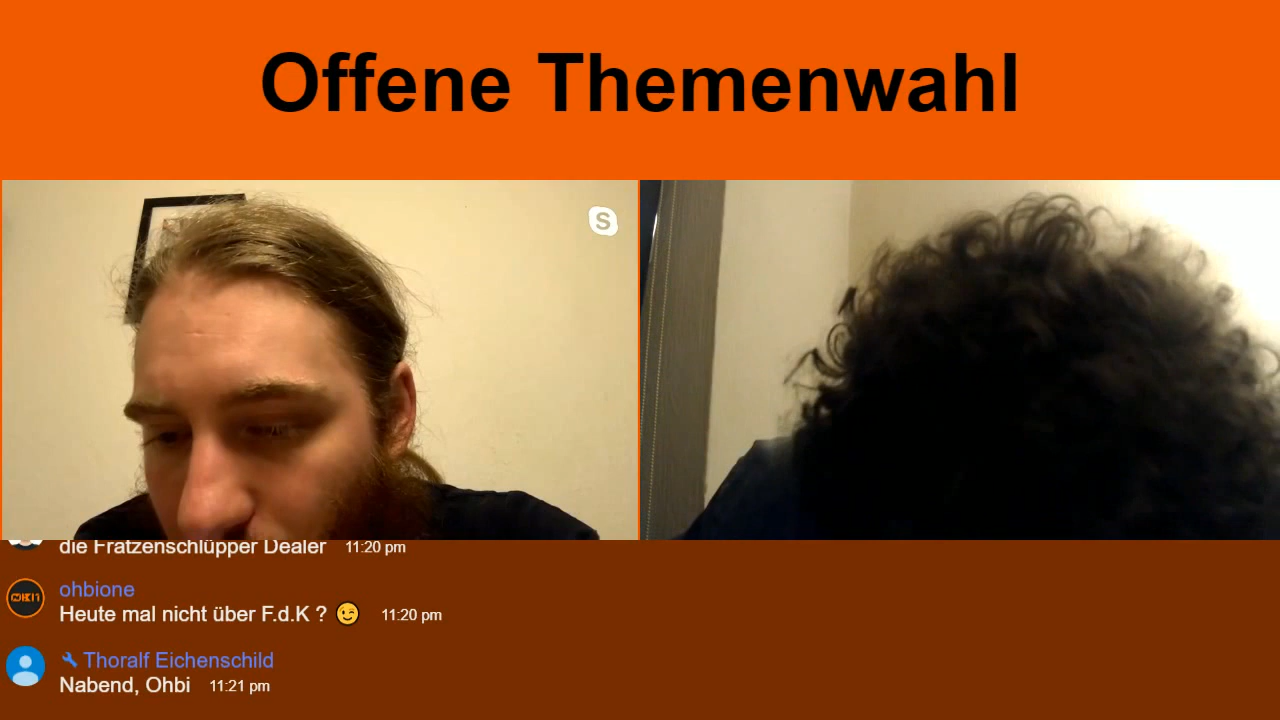 Offene Themenwahl
S
die Fratzenschlüpper Dealer 11:20 pm
ohbione
Heute mal nicht über F.d.K ? 😉 11:20 pm
Thoralf Eichenschild
Nabend, Ohbi 11:21 pm